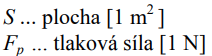 S ... plocha [1 m²]
Fₚ ... tlaková síla [1 N]